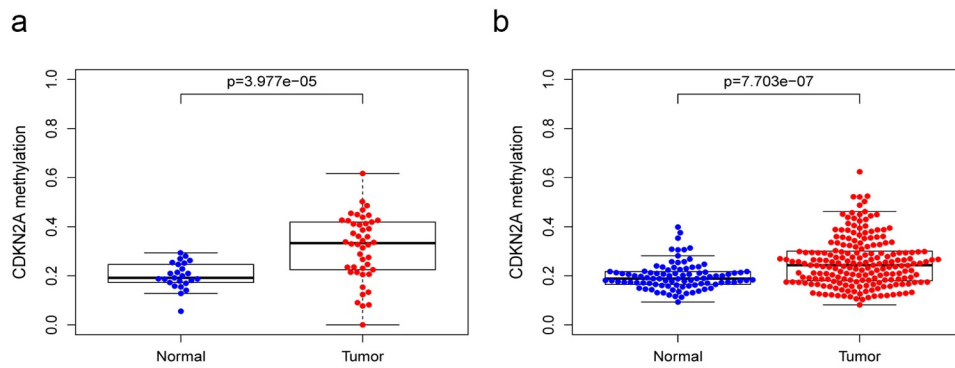 a
p=3.977e−05
CDKN2A methylation
1.0
0.8
0.6
0.4
0.2
0.0
Normal Tumor
b
p=7.703e−07
CDKN2A methylation
1.0
0.8
0.6
0.4
0.2
0.0
Normal Tumor